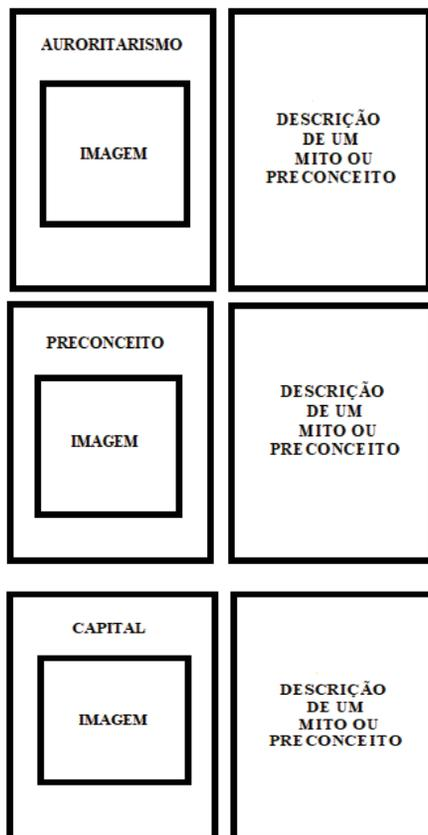 AURORITARISMO
IMAGEM
DESCRIÇÃO
DE UM
MITO OU
PRECONCEITO
PRECONCEITO
IMAGEM
DESCRIÇÃO
DE UM
MITO OU
PRECONCEITO
CAPITAL
IMAGEM
DESCRIÇÃO
DE UM
MITO OU
PRECONCEITO